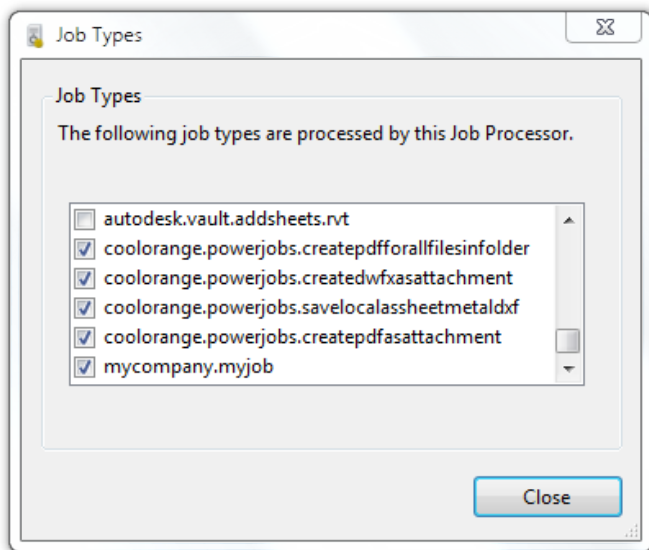 Job Types
Job Types
The following job types are processed by this Job Processor.
autodesk.vault.addsheets.rvt
coolorange.powerjobs.createpdfforallfilesinfolder
coolorange.powerjobs.createdwfxasattachment
coolorange.powerjobs.savelocalassheetmetaldxf
coolorange.powerjobs.createpdfasattachment
mycompany.myjob
Close